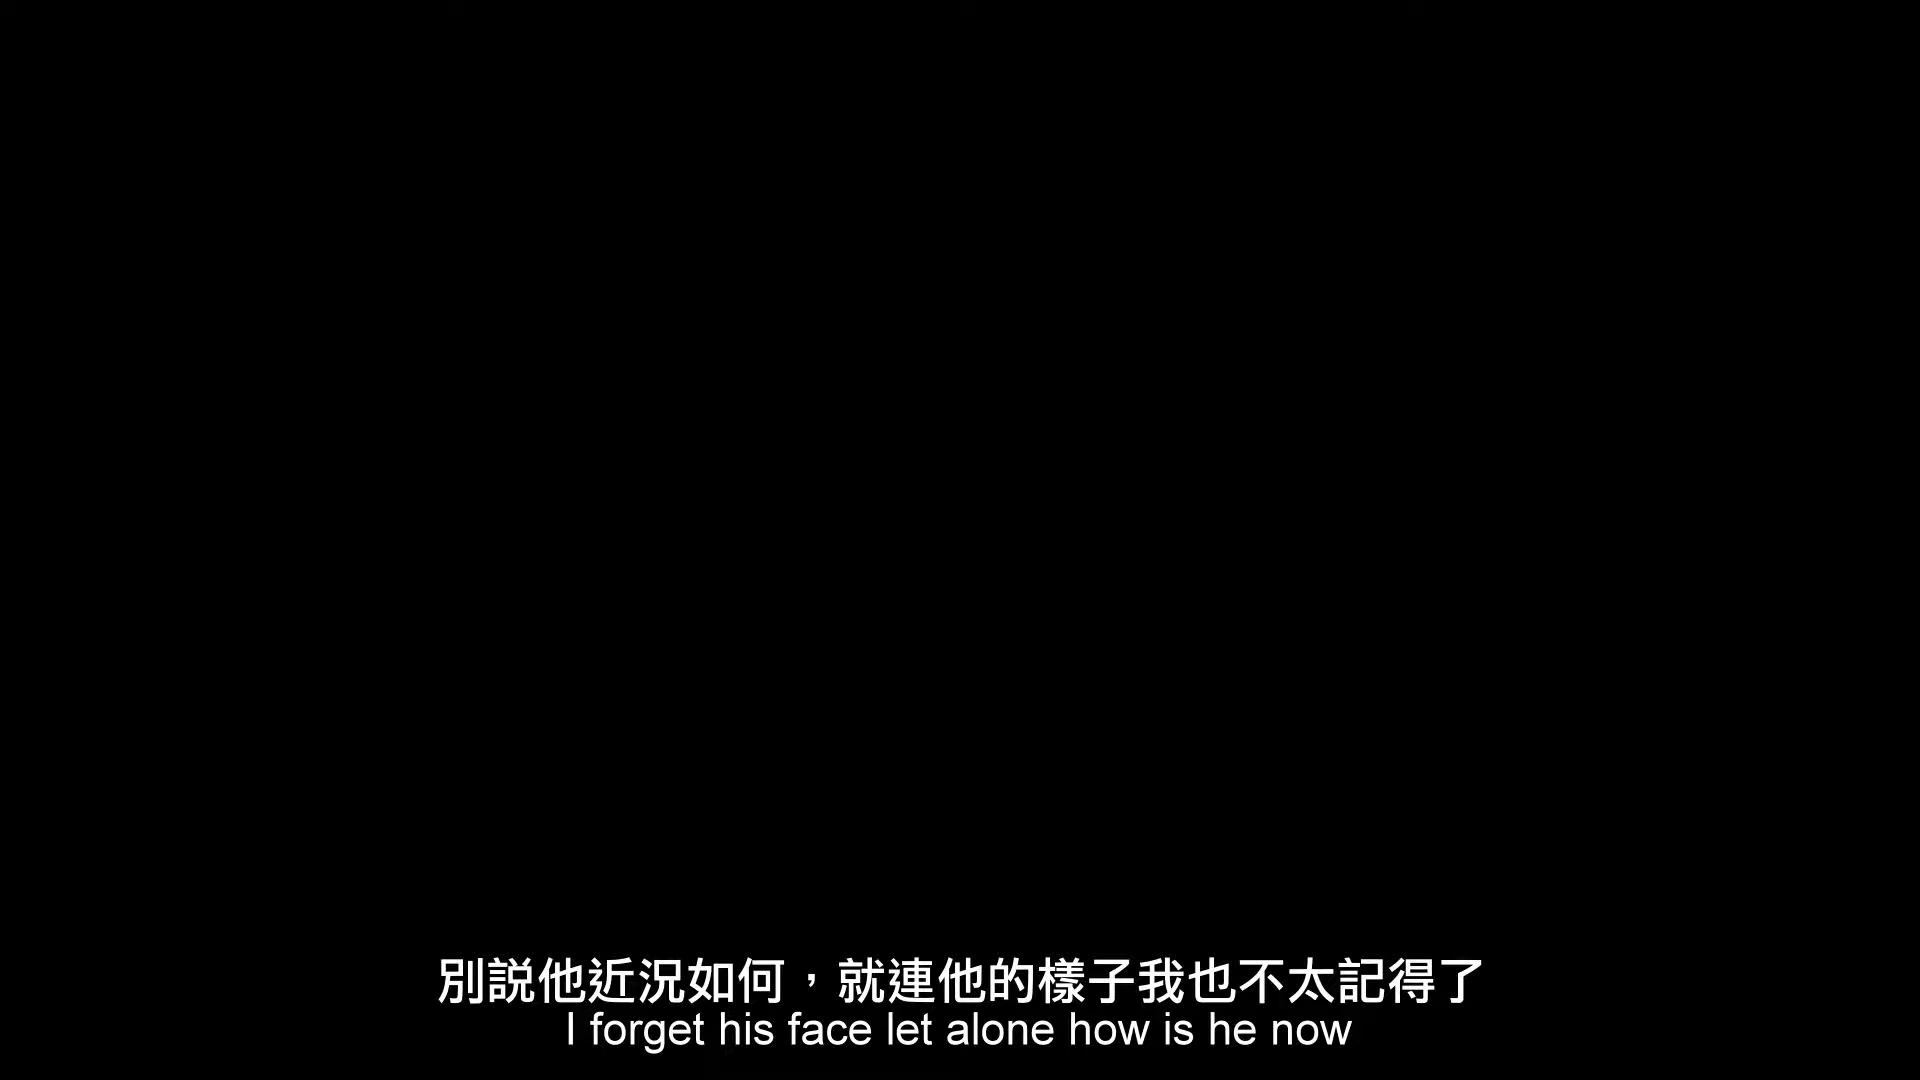 別説他近況如何，就連他的樣子我也不太記得了
I forget his face let alone how is he now